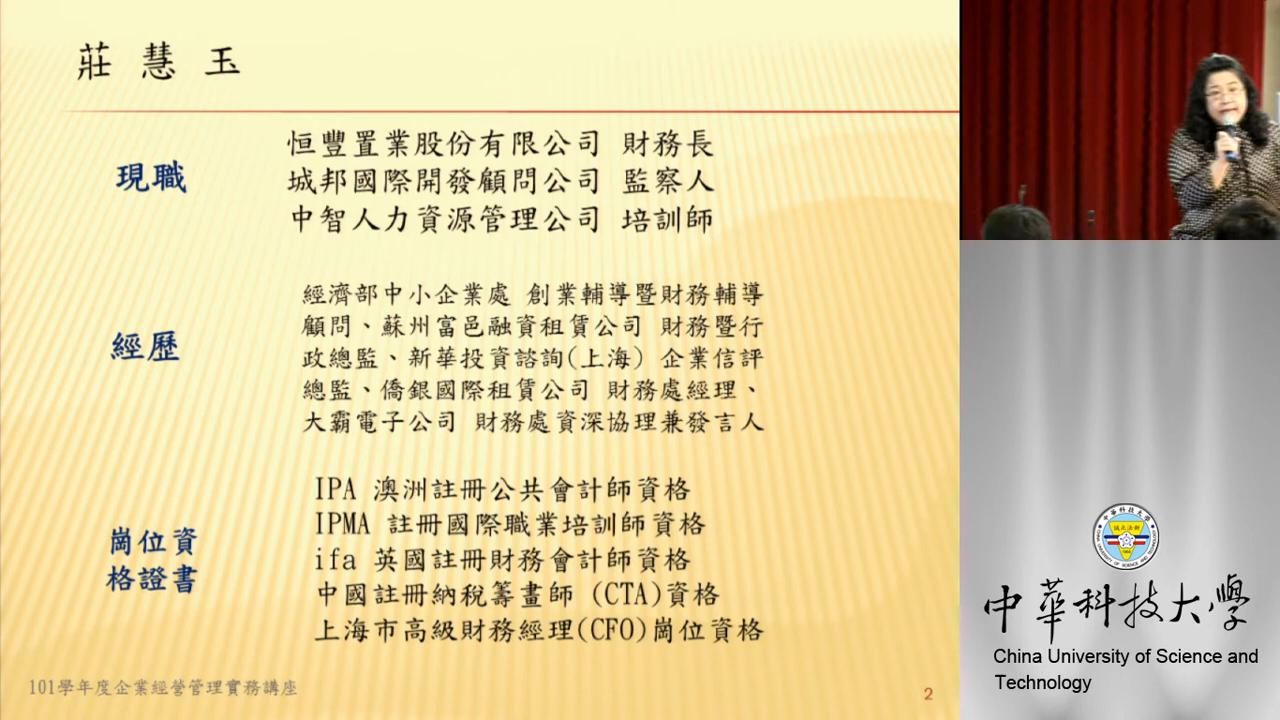 莊 慧 玉
現職
恒豐置業股份有限公司 財務長
城邦國際開發顧問公司 監察人
中智人力資源管理公司 培訓師
經歷
經濟部中小企業處 創業輔導暨財務輔導
顧問、蘇州富邑融資租賃公司 財務暨行
政總監、新華投資諮詢(上海) 企業信評
總監、僑銀國際租賃公司 財務處經理、
大霸電子公司 財務處資深協理兼發言人
崗位資
格證書
IPA 澳洲註冊公共會計師資格
IPMA 註冊國際職業培訓師資格
ifa 英國註冊財務會計師資格
中國註冊納稅籌畫師 (CTA)資格
上海市高級財務經理(CFO)崗位資格
101學年度企業經營管理實務講座
2
中華科技大學
China University of Science and
Technology